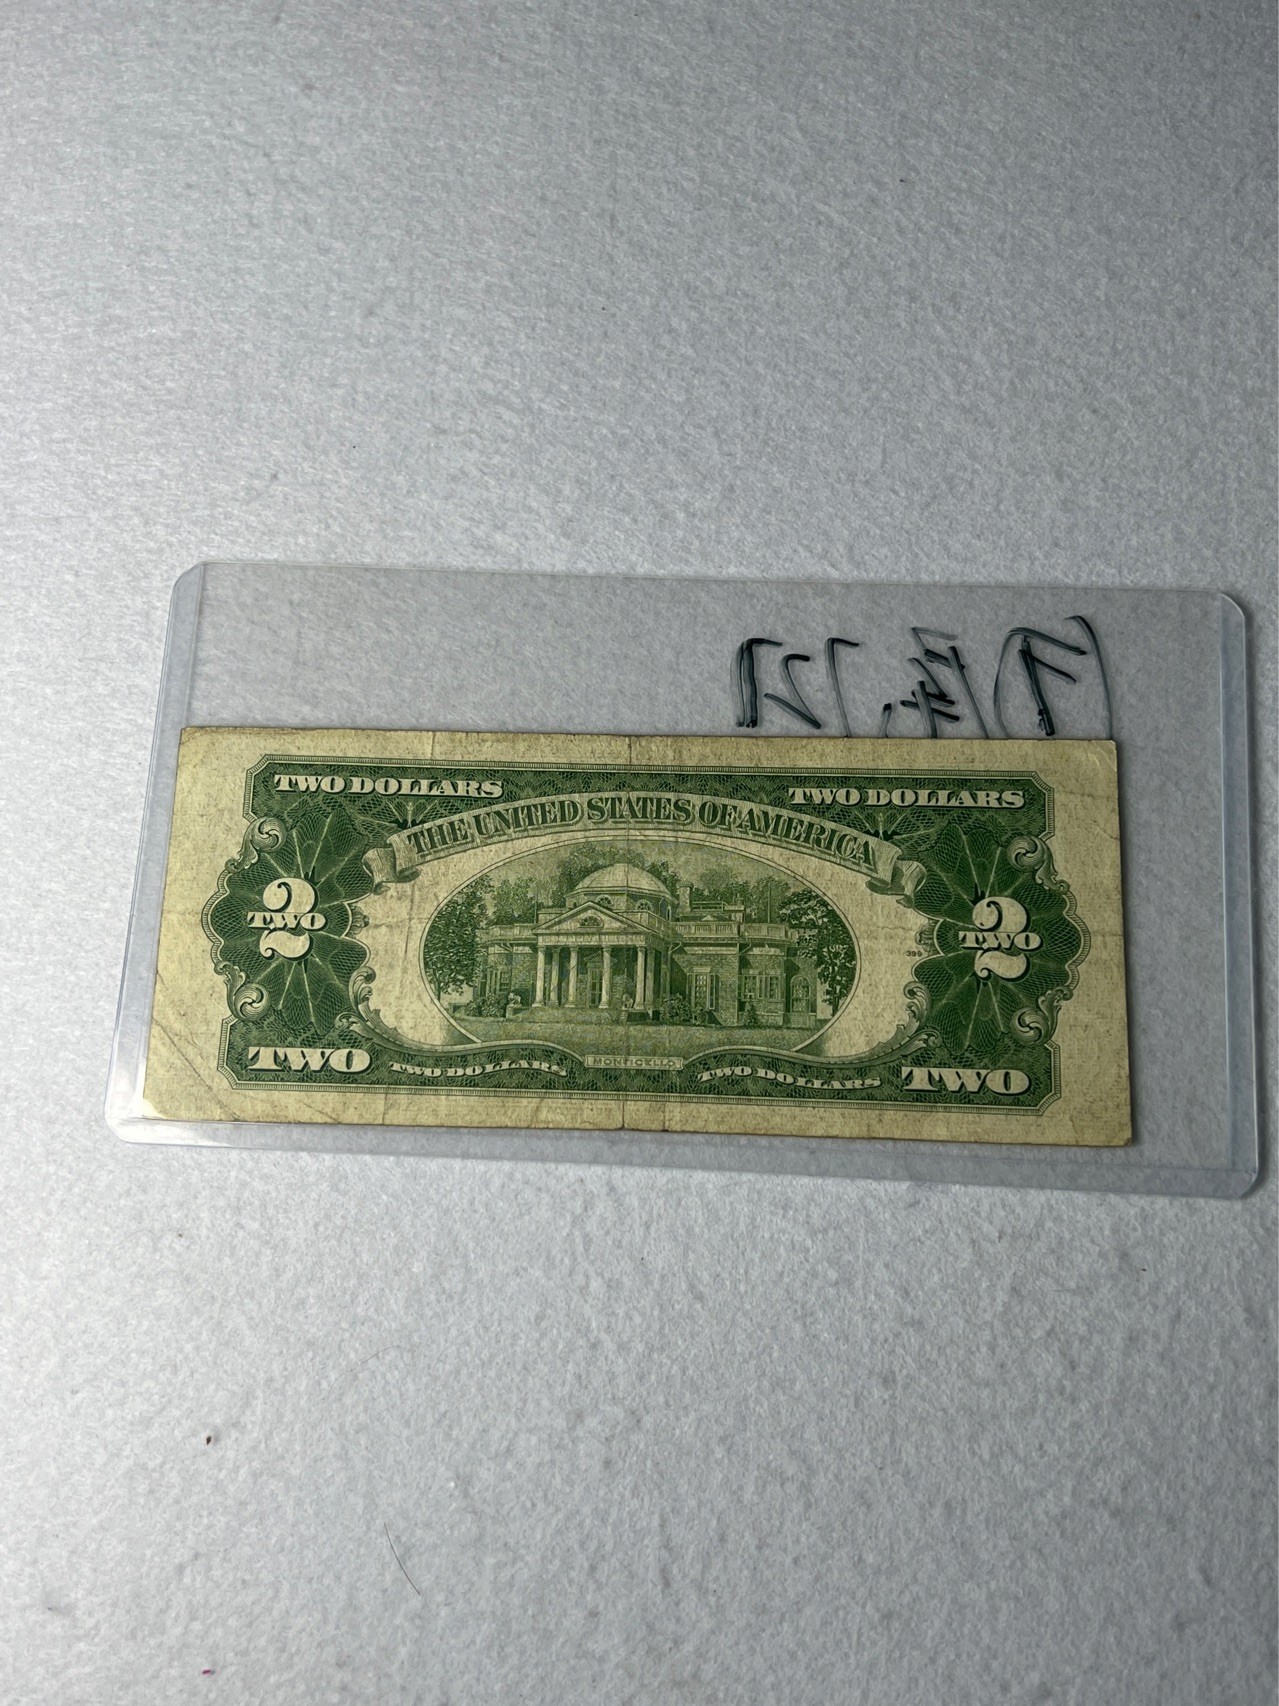 TWO DOLLARS TWO DOLLARS
THE UNITED STATES OF AMERICA
2 TWO 2 TWO
399
MONTICELLO
TWO TWO DOLLARS TWO DOLLARS TWO